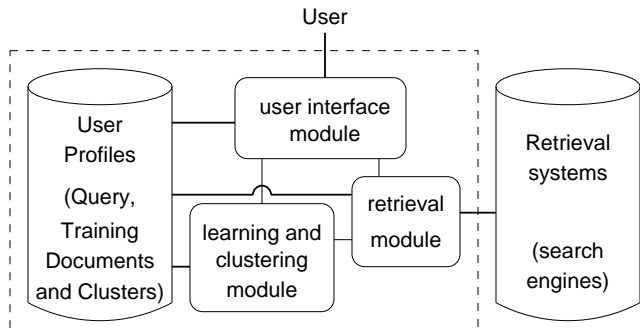 User
User
Profiles
(Query,
Training
Documents
and Clusters)
user interface
module
learning and
clustering
module
retrieval
module
Retrieval
systems
(search
engines)